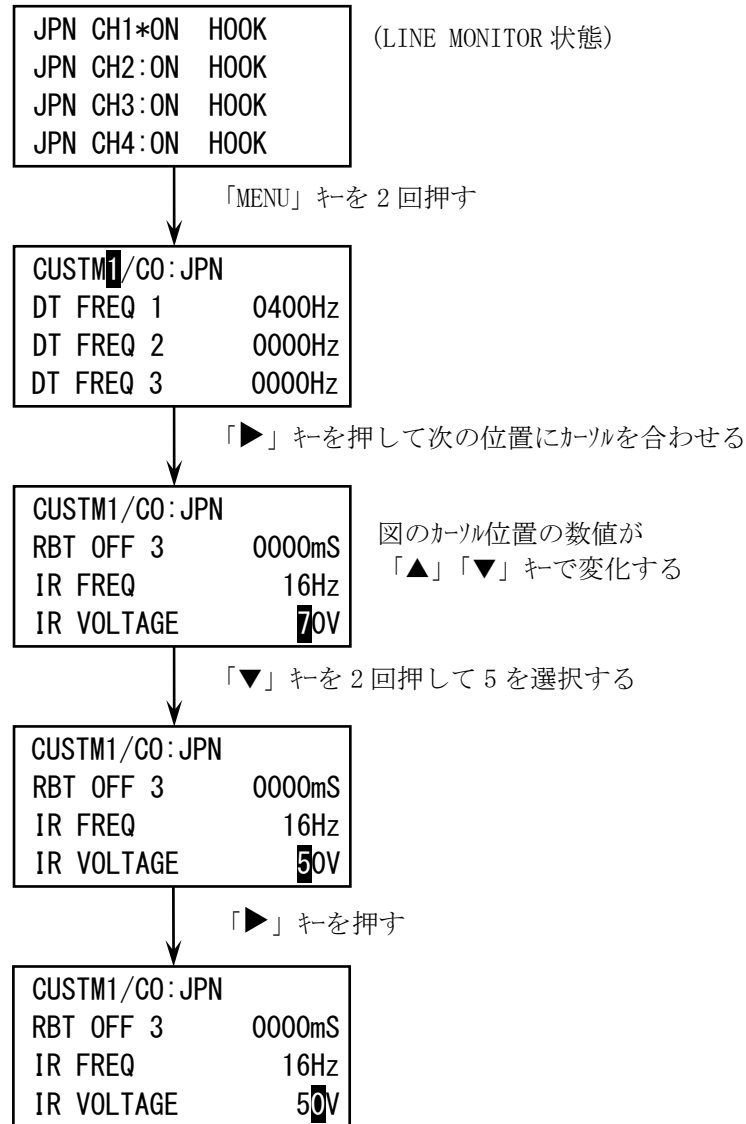 JPN CH1*ON HOOK
(LINE MONITOR 状態)
JPN CH2:ON HOOK
JPN CH3:ON HOOK
JPN CH4:ON HOOK
「MENU」ｷｰを 2 回押す
CUSTM1/CO:JPN
DT FREQ 1 0400Hz
DT FREQ 2 0000Hz
DT FREQ 3 0000Hz
「▶」ｷｰを押して次の位置にｶｰｿﾙを合わせる
CUSTM1/CO:JPN
RBT OFF 3 0000mS
IR FREQ 16Hz
IR VOLTAGE 70V
図のｶｰｿﾙ位置の数値が
「▲」「▼」ｷｰで変化する
「▼」ｷｰを 2 回押して 5 を選択する
CUSTM1/CO:JPN
RBT OFF 3 0000mS
IR FREQ 16Hz
IR VOLTAGE 50V
「▶」ｷｰを押す
CUSTM1/CO:JPN
RBT OFF 3 0000mS
IR FREQ 16Hz
IR VOLTAGE 50V